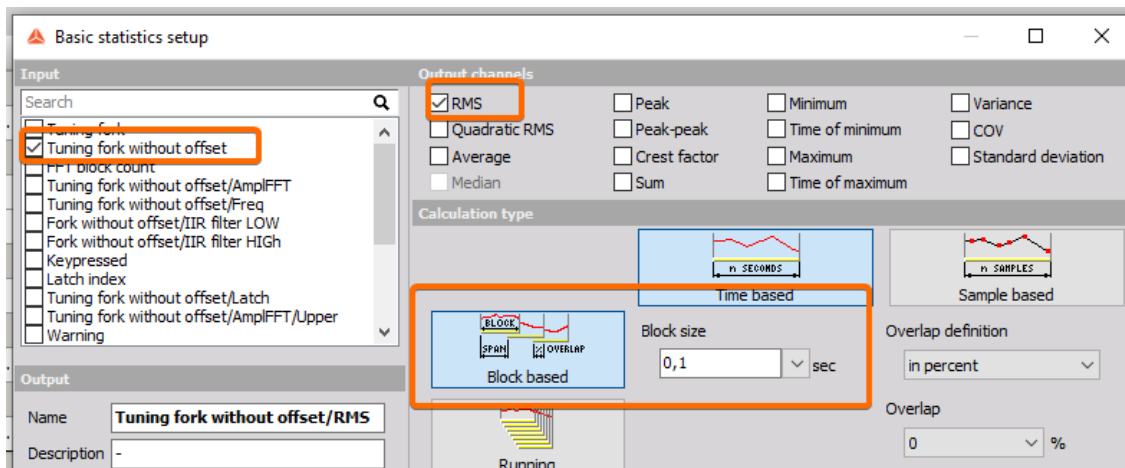 Basic statistics setup
Input
Search
Tuning fork
Tuning fork without offset
FFT block count
Tuning fork without offset/AmplFFT
Tuning fork without offset/Freq
Fork without offset/IIR filter LOW
Fork without offset/IIR filter HIGh
Keypressed
Latch index
Tuning fork without offset/Latch
Tuning fork without offset/AmplFFT/Upper
Warning
Output
Name Tuning fork without offset/RMS
Description -
Output channels
RMS Peak Minimum Variance
Quadratic RMS Peak-peak Time of minimum COV
Average Crest factor Maximum Standard deviation
Median Sum Time of maximum
Calculation type
n SECONDS
Time based
n SAMPLES
Sample based
BLOCK
SPAN % OVERLAP
Block based
Block size
0,1 sec
Overlap definition
in percent
Running
Overlap
0 %